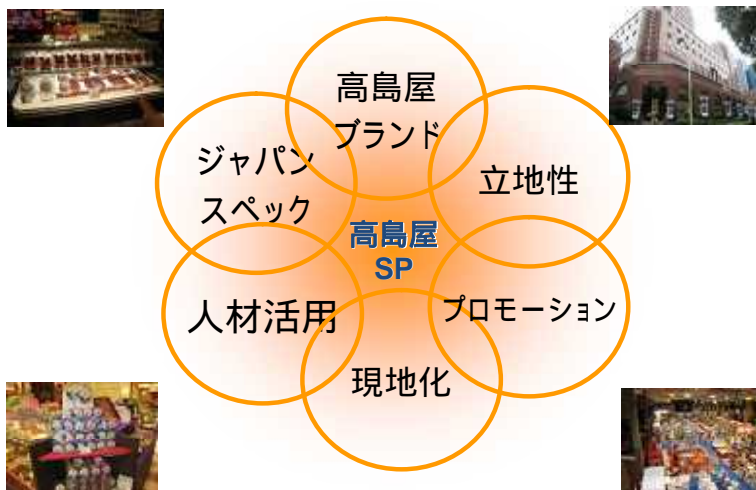 高島屋
ブランド
ジャパン
スペック
立地性
高島屋
SP
人材活用
プロモーション
現地化